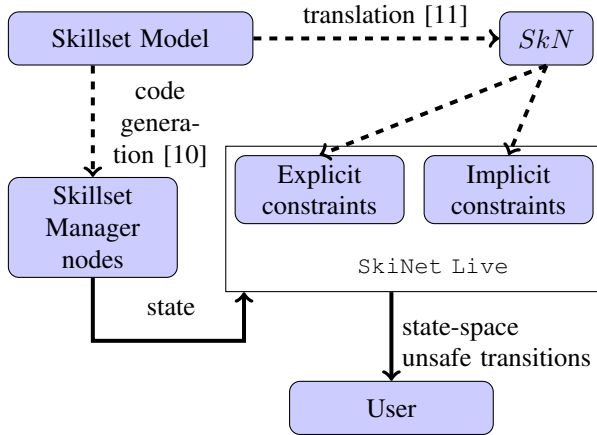 Skillset Model
translation [11]
SkN
code
genera-
tion [10]
Explicit
constraints
Implicit
constraints
Skillset
Manager
nodes
SkiNet Live
state
state-space
unsafe transitions
User